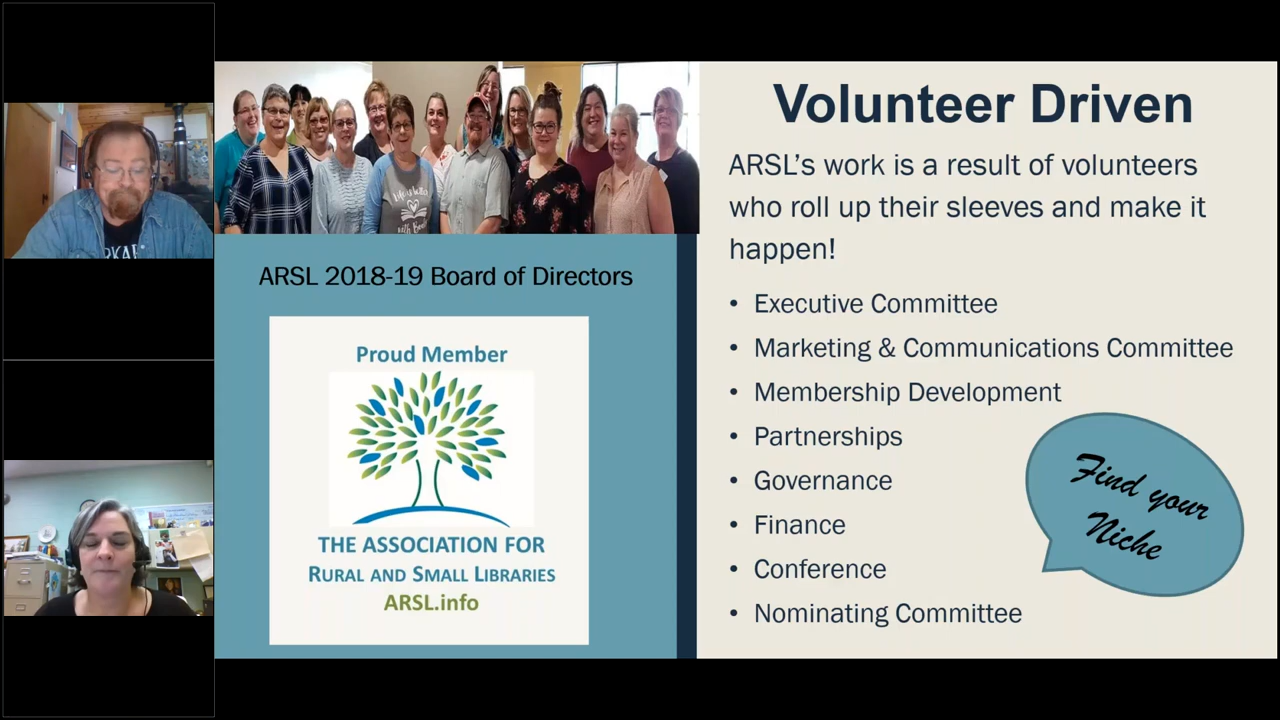 Volunteer Driven
ARSL's work is a result of volunteers
who roll up their sleeves and make it
happen!
• Executive Committee
• Marketing & Communications Committee
• Membership Development
• Partnerships
• Governance
• Finance
• Conference
• Nominating Committee
Find your
Niche
ARSL 2018-19 Board of Directors
Proud Member
THE ASSOCIATION FOR
RURAL AND SMALL LIBRARIES
ARSL.info